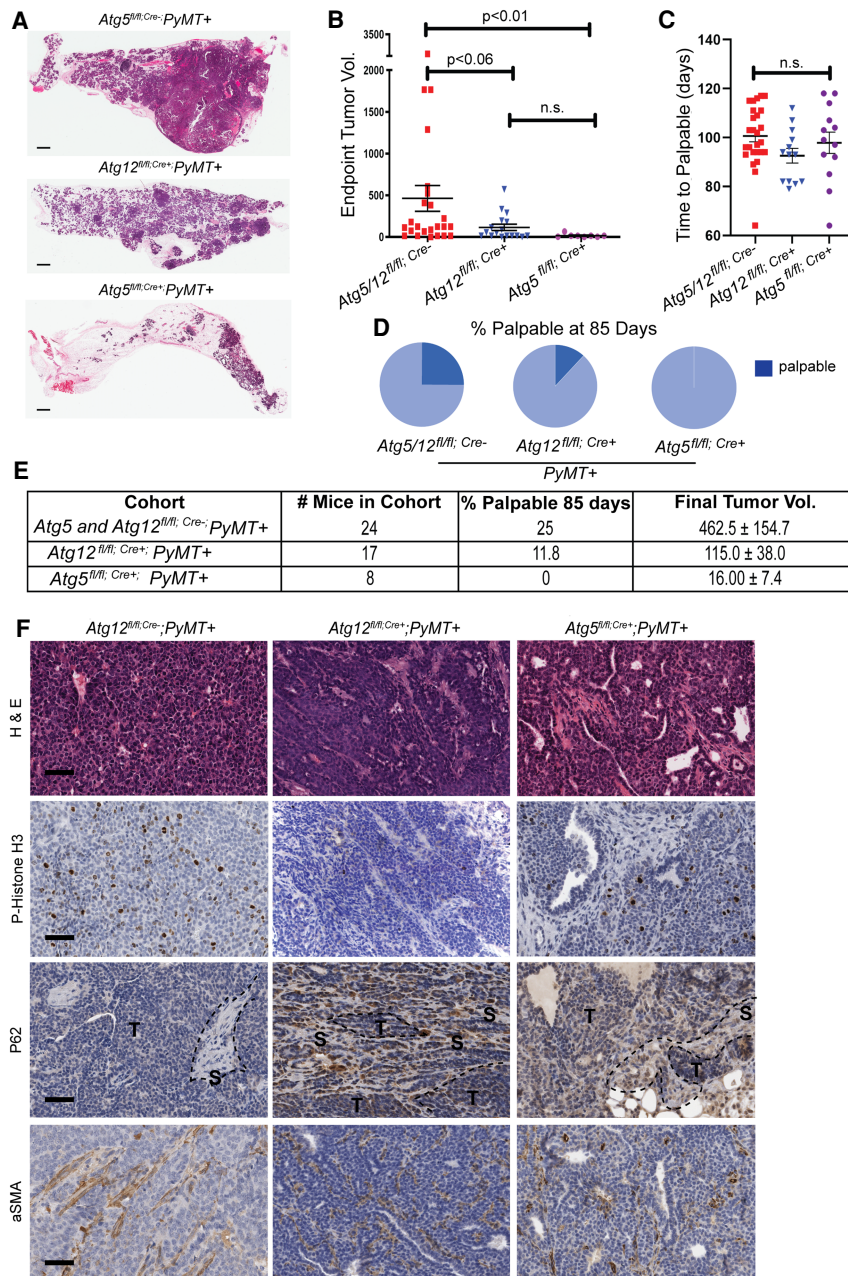 A
Atg5fl/fl;Cre-;PyMT+
Atg12fl/fl;Cre+;PyMT+
Atg5fl/fl;Cre+;PyMT+
B
Endpoint Tumor Vol.
3500
2000
1500
1000
500
0
p<0.01
p<0.06
n.s.
Atg5/12fl/fl; Cre-
Atg12fl/fl; Cre+
Atg5 fl/fl; Cre+
C
Time to Palpable (days)
140
120
100
80
60
n.s.
Atg5/12fl/fl; Cre-
Atg12 fl/fl; Cre+
Atg5 fl/fl; Cre+
D
% Palpable at 85 Days
palpable
Atg5/12fl/fl; Cre-
Atg12fl/fl; Cre+
Atg5fl/fl; Cre+
PyMT+
E
Cohort # Mice in Cohort % Palpable 85 days Final Tumor Vol.
Atg5 and Atg12fl/fl; Cre-; PyMT+ 24 25 462.5 ± 154.7
Atg12 fl/fl; Cre+; PyMT+ 17 11.8 115.0 ± 38.0
Atg5fl/fl; Cre+; PyMT+ 8 0 16.00 ± 7.4
F
Atg12fl/fl;Cre-;PyMT+
Atg12fl/fl;Cre+;PyMT+
Atg5fl/fl;Cre+;PyMT+
H & E
P-Histone H3
P62
T
S
S
T
S
S
T
T
T
S
T
aSMA